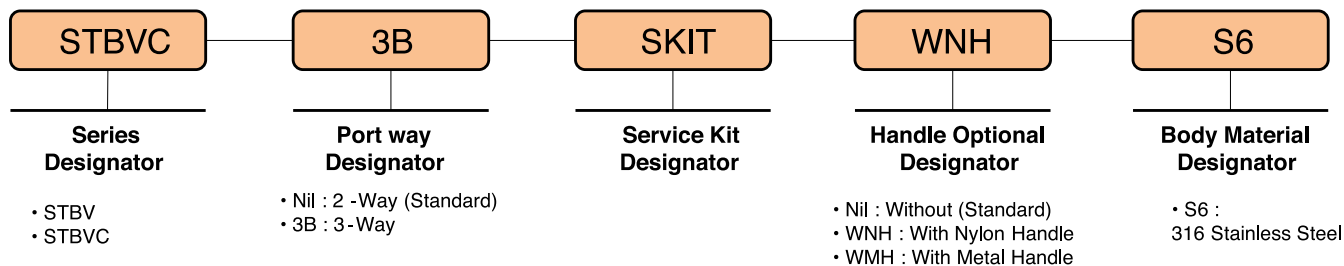 STBVC
3B
SKIT
WNH
S6
Series
Designator
• STBV
• STBVC
Port way
Designator
• Nil : 2 -Way (Standard)
• 3B : 3-Way
Service Kit
Designator
Handle Optional
Designator
• Nil : Without (Standard)
• WNH : With Nylon Handle
• WMH : With Metal Handle
Body Material
Designator
• S6 :
316 Stainless Steel